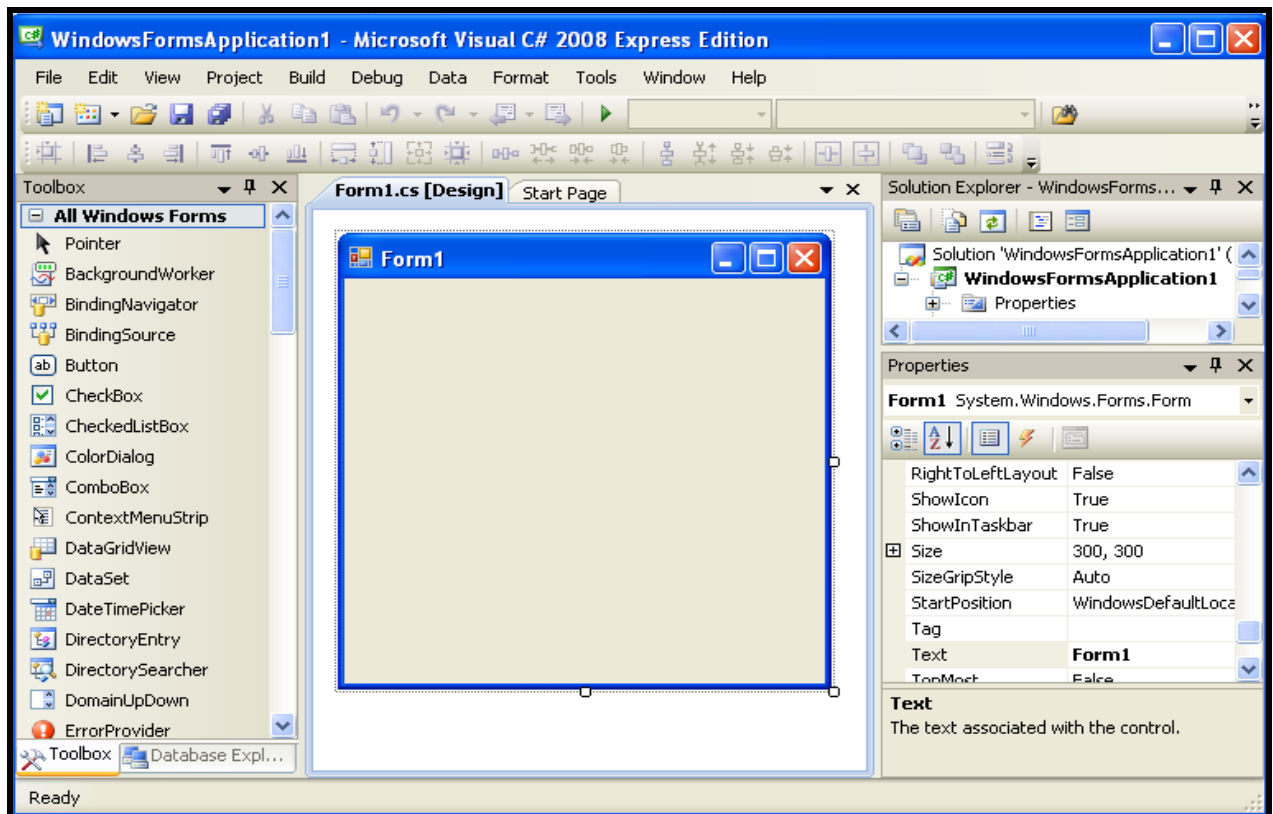 WindowsFormsApplication1 - Microsoft Visual C# 2008 Express Edition
File Edit View Project Build Debug Data Format Tools Window Help
Toolbox
All Windows Forms
Pointer
BackgroundWorker
BindingNavigator
BindingSource
Button
CheckBox
CheckedListBox
ColorDialog
ComboBox
ContextMenuStrip
DataGridView
DataSet
DateTimePicker
DirectoryEntry
DirectorySearcher
DomainUpDown
ErrorProvider
Toolbox Database Expl...
Form1.cs [Design] Start Page
Form1
Solution Explorer - WindowsForms...
Solution 'WindowsFormsApplication1' (
WindowsFormsApplication1
Properties
Properties
Form1 System.Windows.Forms.Form
RightToLeftLayout False
ShowIcon True
ShowInTaskbar True
Size 300, 300
SizeGripStyle Auto
StartPosition WindowsDefaultLoca
Tag
Text Form1
TopMost False
Text
The text associated with the control.
Ready